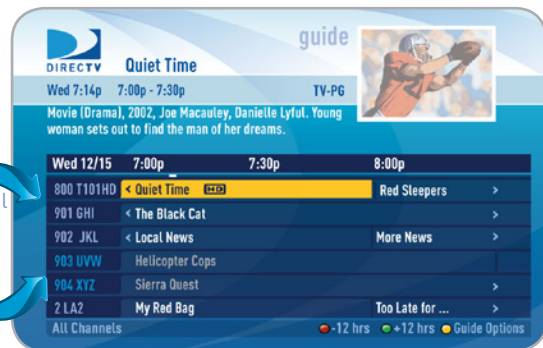 guide
DIRECTV
Quiet Time
Wed 7:14p 7:00p - 7:30p TV-PG
Movie (Drama), 2002, Joe Macauley, Danielle Lyful. Young
woman sets out to find the man of her dreams.
Wed 12/15 7:00p 7:30p 8:00p
800 T101HD < Quiet Time HD Red Sleepers >
901 GHI < The Black Cat >
902 JKL < Local News More News >
903 UVW Helicopter Cops
904 XYZ Sierra Quest >
2 LA2 My Red Bag Too Late for ... >
All Channels -12 hrs +12 hrs Guide Options